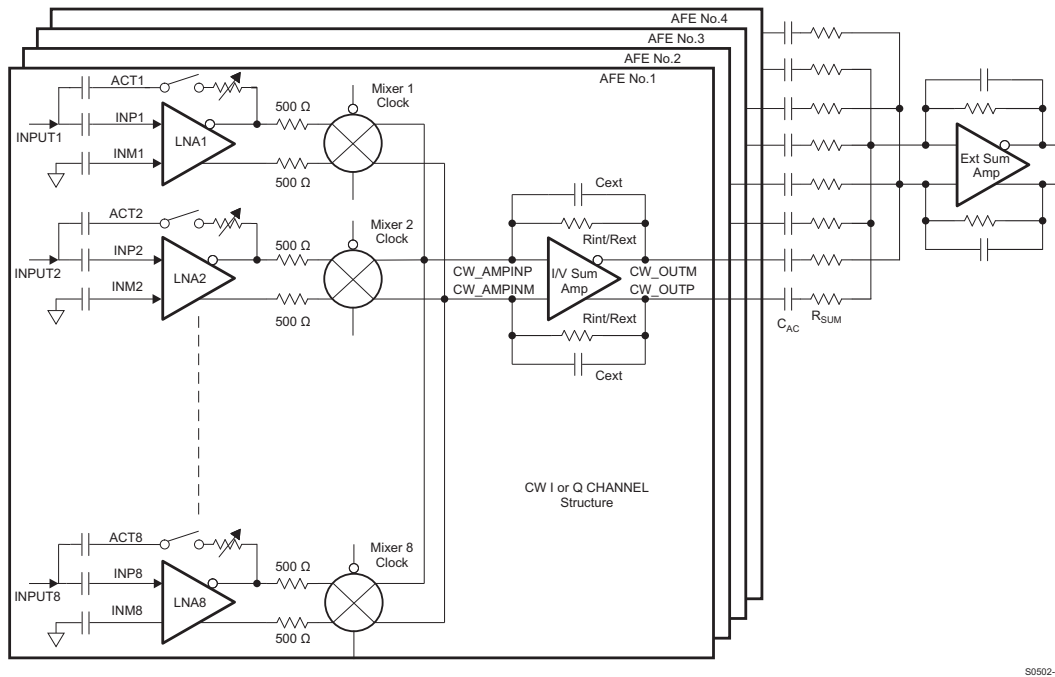 AFE No.4
AFE No.3
AFE No.2
AFE No.1
ACT1
INP1
INPUT1
INM1
LNA1
500 Ω
500 Ω
Mixer 1
Clock
ACT2
INP2
INPUT2
INM2
LNA2
500 Ω
500 Ω
Mixer 2
Clock
Cext
Rint/Rext
CW_AMPINP
CW_AMPINM
I/V Sum
Amp
CW_OUTM
CW_OUTP
Rint/Rext
Cext
CAC
RSUM
Ext Sum
Amp
CW I or Q CHANNEL
Structure
ACT8
INP8
INPUT8
INM8
LNA8
500 Ω
500 Ω
Mixer 8
Clock
S0502-